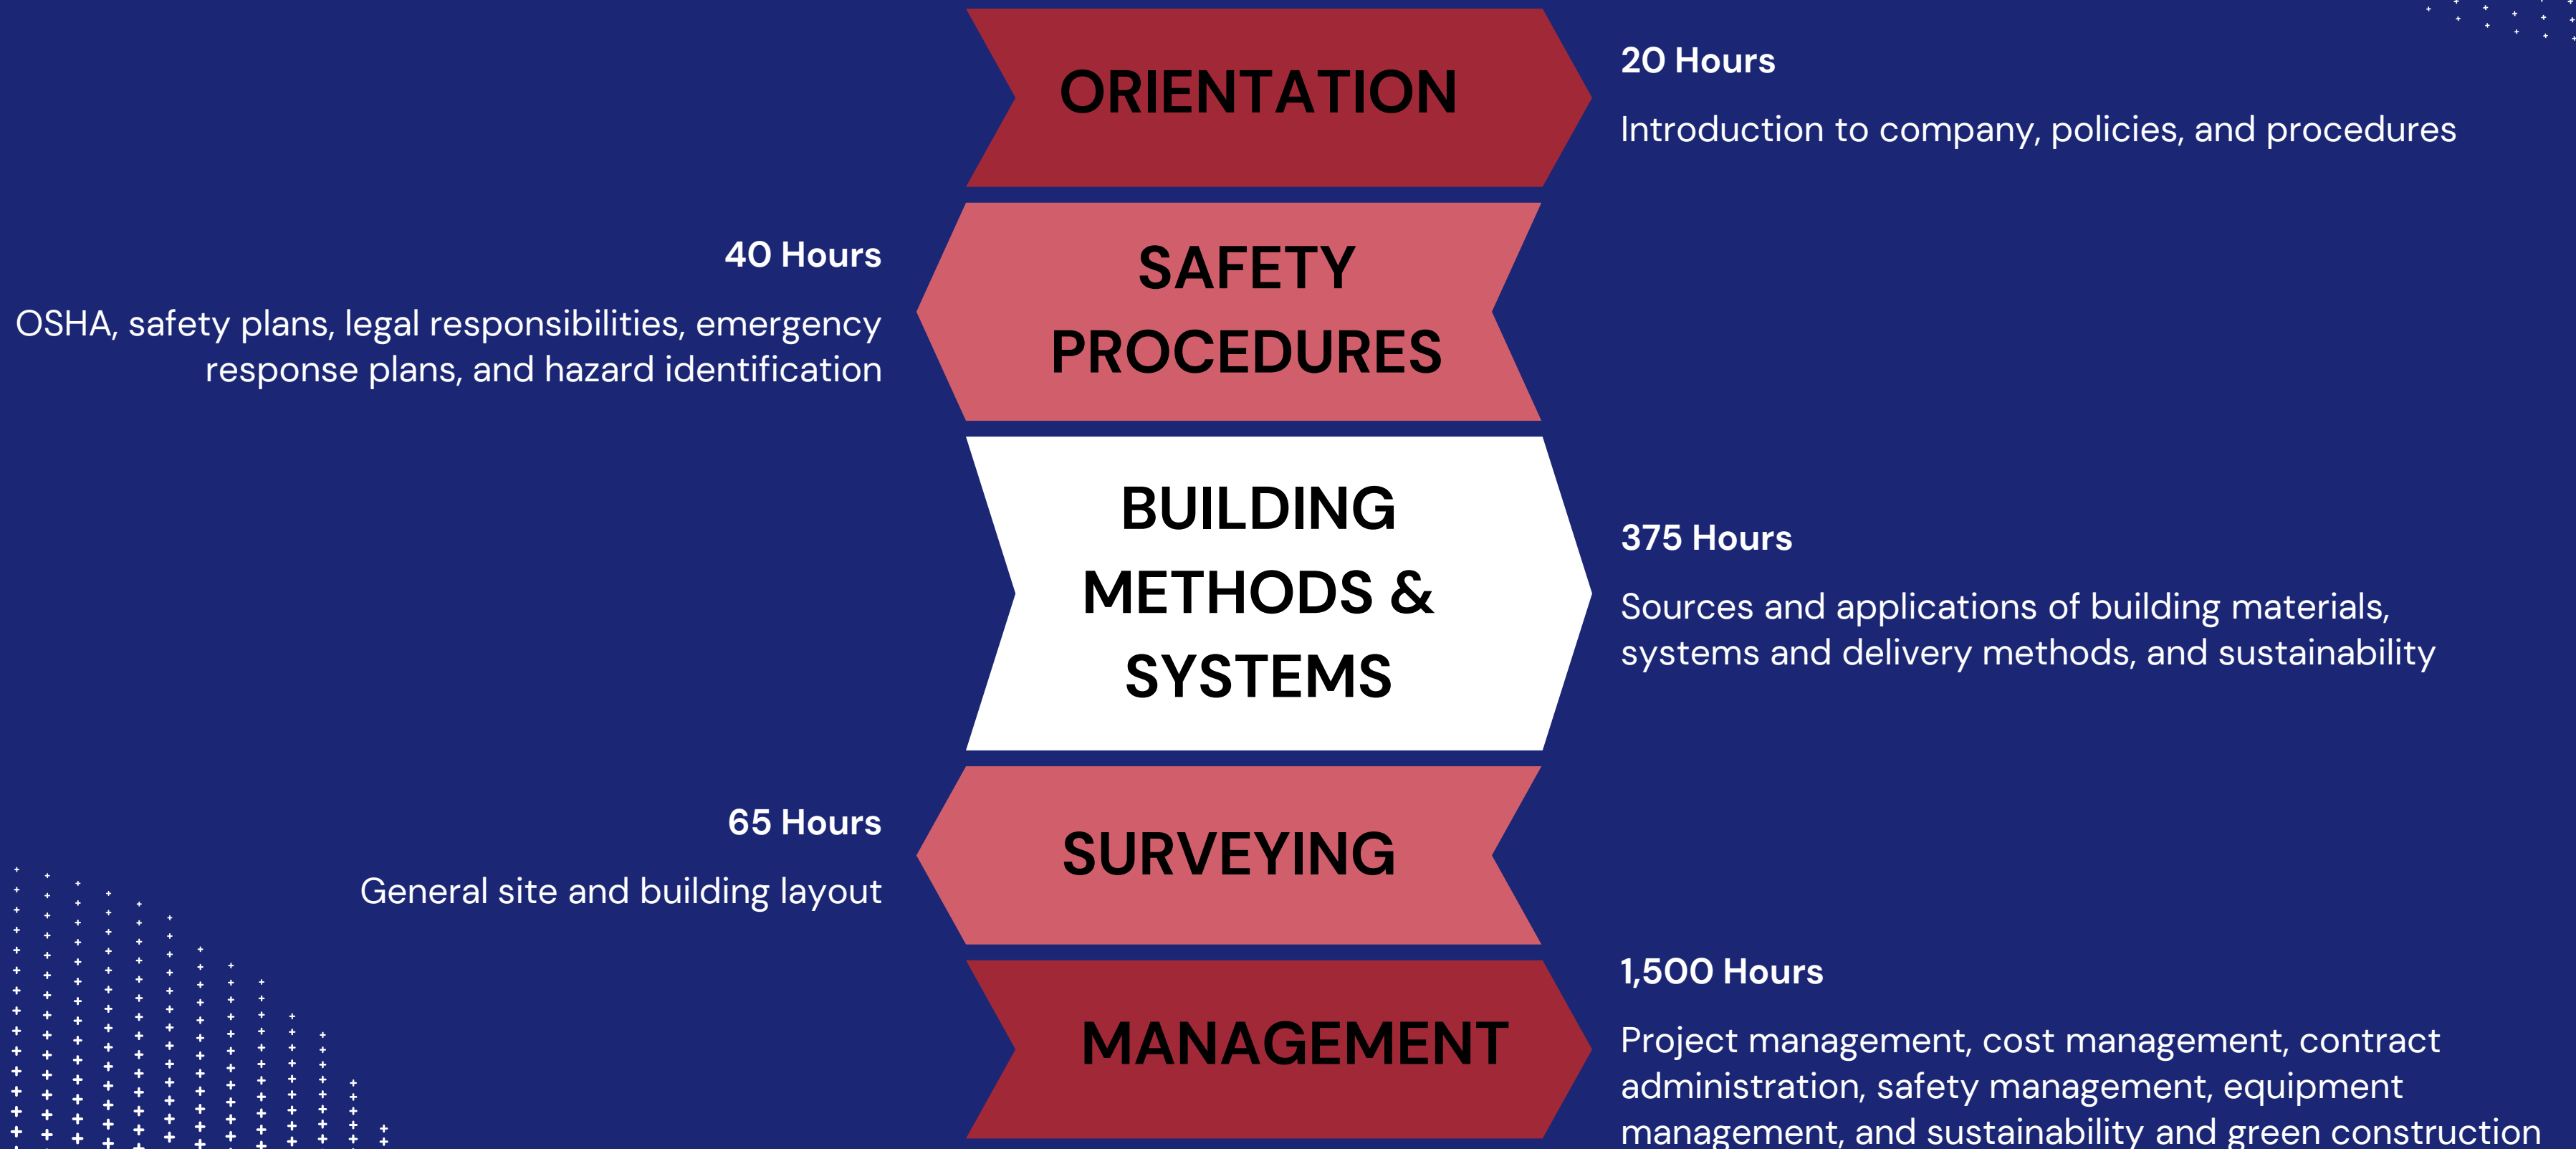 ORIENTATION
20 Hours
Introduction to company, policies, and procedures
SAFETY
PROCEDURES
40 Hours
OSHA, safety plans, legal responsibilities, emergency
response plans, and hazard identification
BUILDING
METHODS &
SYSTEMS
375 Hours
Sources and applications of building materials,
systems and delivery methods, and sustainability
SURVEYING
65 Hours
General site and building layout
MANAGEMENT
1,500 Hours
Project management, cost management, contract
administration, safety management, equipment
management, and sustainability and green construction